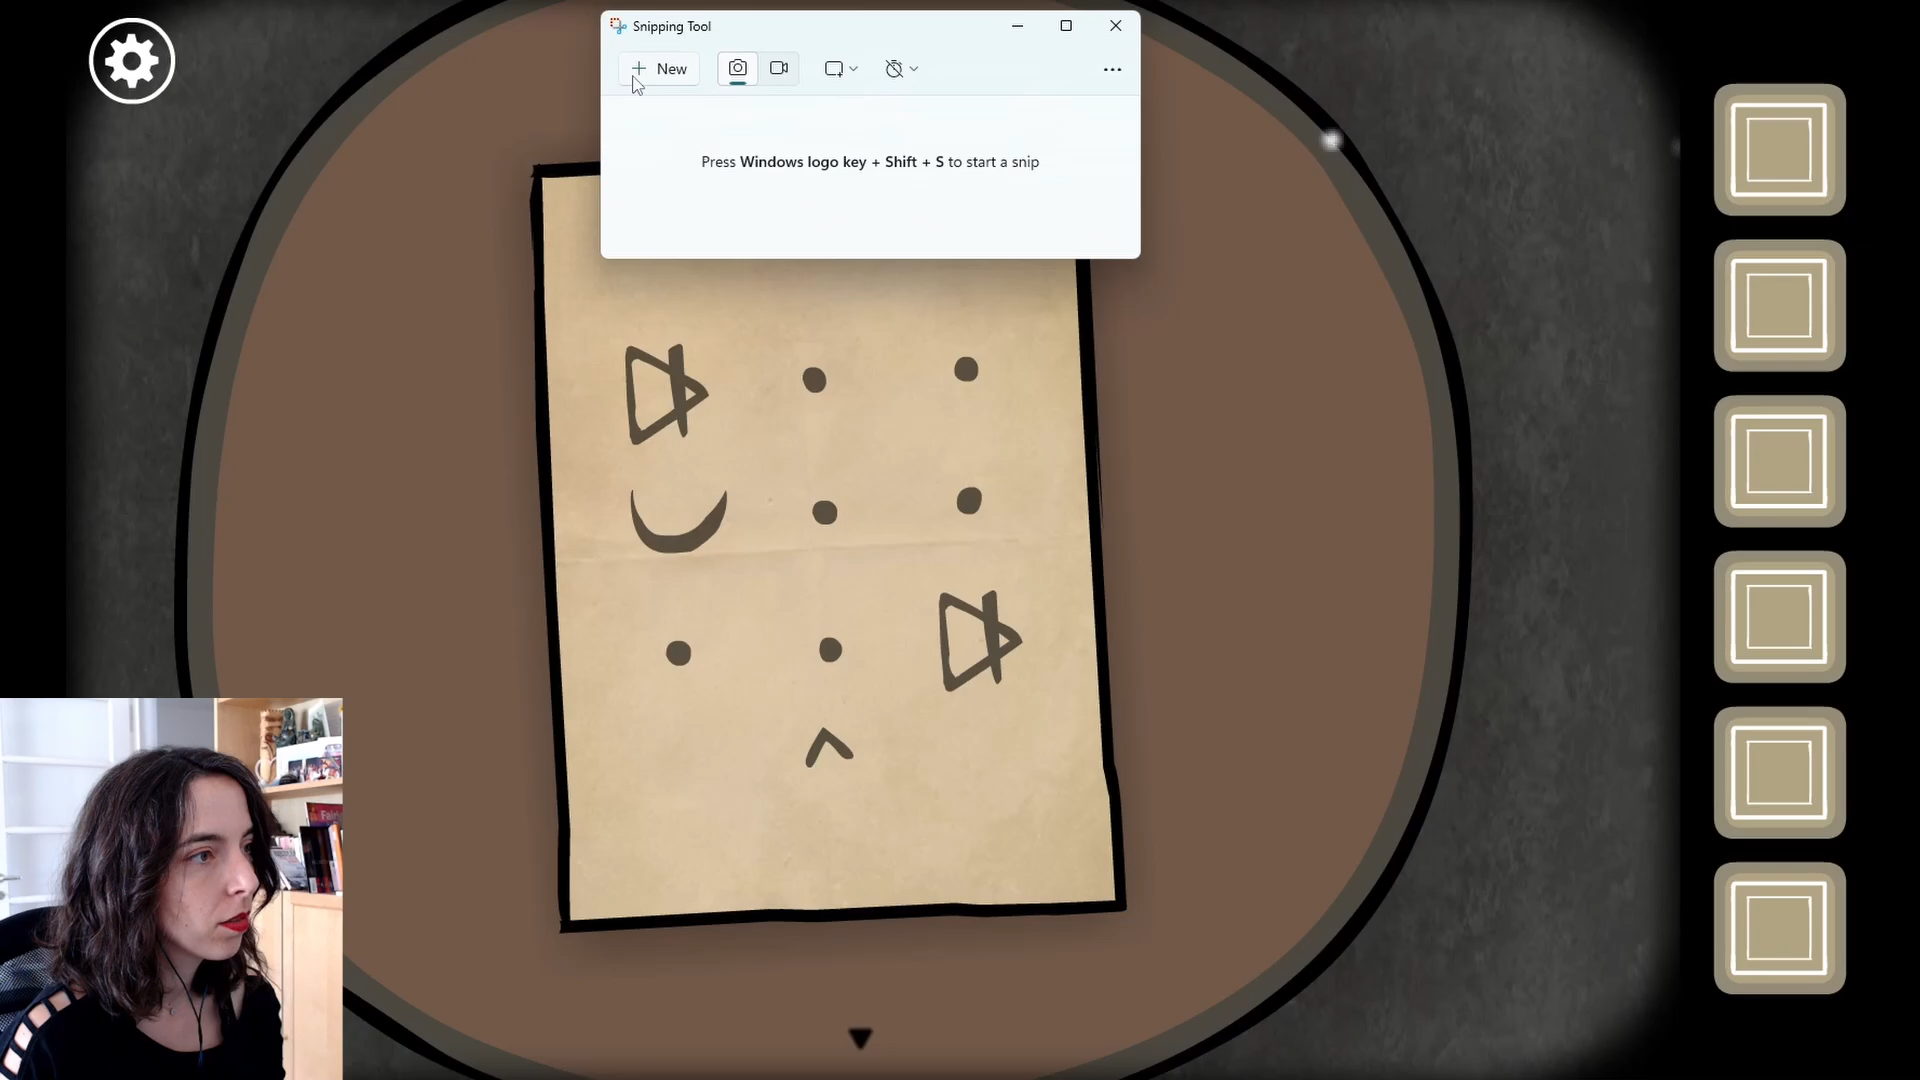 Snipping Tool
New
Press Windows logo key + Shift + S to start a snip